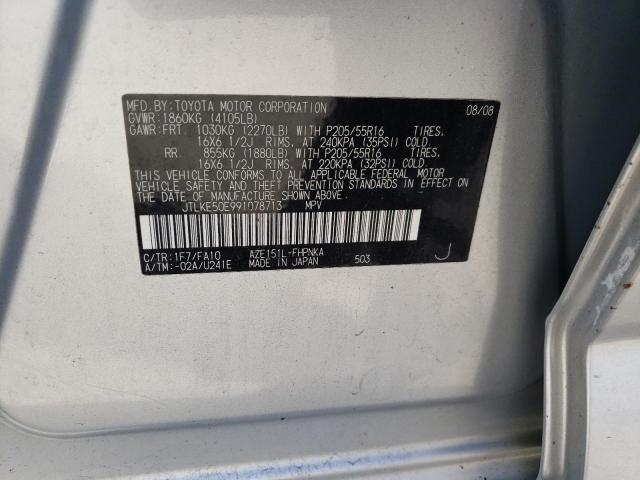 MFD.BY:TOYOTA MOTOR CORPORATION 08/08
GVWR:1860KG (4105LB)
GAWR:FRT. 1030KG (2270LB) WITH P205/55R16 TIRES.
16X6 1/2J RIMS. AT 240KPA (35PSI) COLD.
RR. 855KG (1880LB) WITH P205/55R16 TIRES.
16X6 1/2J RIMS. AT 220KPA (32PSI) COLD.
THIS VEHICLE CONFORMS TO ALL APPLICABLE FEDERAL MOTOR
VEHICLE SAFETY AND THEFT PREVENTION STANDARDS IN EFFECT ON
THE DATE OF MANUFACTURE SHOWN ABOVE.
JTLKE50E991078713 MPV
C/TR:1F7/FA10 AZE151L-FHPNKA
A/TM:-02A/U241E MADE IN JAPAN 503 J